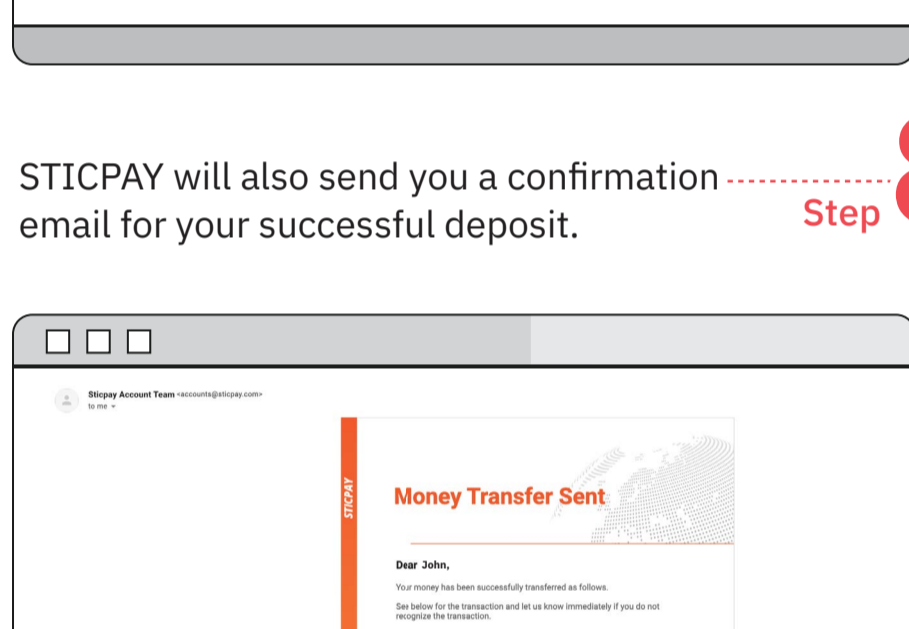 STICPAY will also send you a confirmation
email for your successful deposit.
Step
Sticpay Account Team <accounts@sticpay.com>
to me
STICPAY
Money Transfer Sent
Dear John,
Your money has been successfully transferred as follows.
See below for the transaction and let us know immediately if you do not
recognize the transaction.